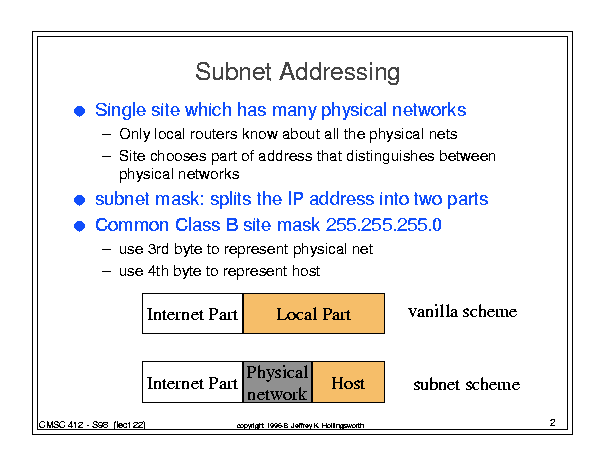 Subnet Addressing
● Single site which has many physical networks
– Only local routers know about all the physical nets
– Site chooses part of address that distinguishes between
physical networks
● subnet mask: splits the IP address into two parts
● Common Class B site mask 255.255.255.0
– use 3rd byte to represent physical net
– use 4th byte to represent host
Internet Part Local Part vanilla scheme
Internet Part Physical network Host subnet scheme
CMSC 412 - S98 (lect 22) copyright 1996-8 Jeffrey K. Hollingsworth 2